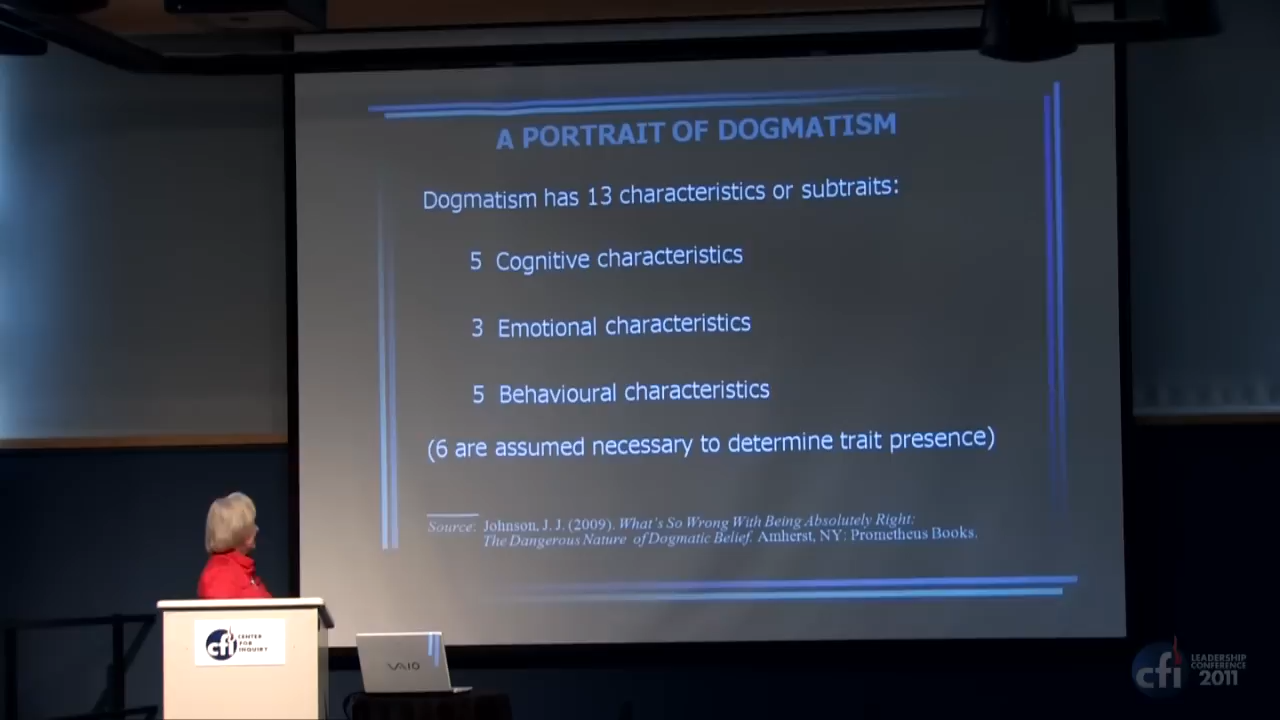 A PORTRAIT OF DOGMATISM
Dogmatism has 13 characteristics or subtraits:
5 Cognitive characteristics
3 Emotional characteristics
5 Behavioural characteristics
(6 are assumed necessary to determine trait presence)
Source: Johnson, J. J. (2009). What's So Wrong With Being Absolutely Right:
The Dangerous Nature of Dogmatic Belief. Amherst, NY: Prometheus Books.
cfi CENTER
FOR
INQUIRY
VAIO
cfi LEADERSHIP
CONFERENCE
2011